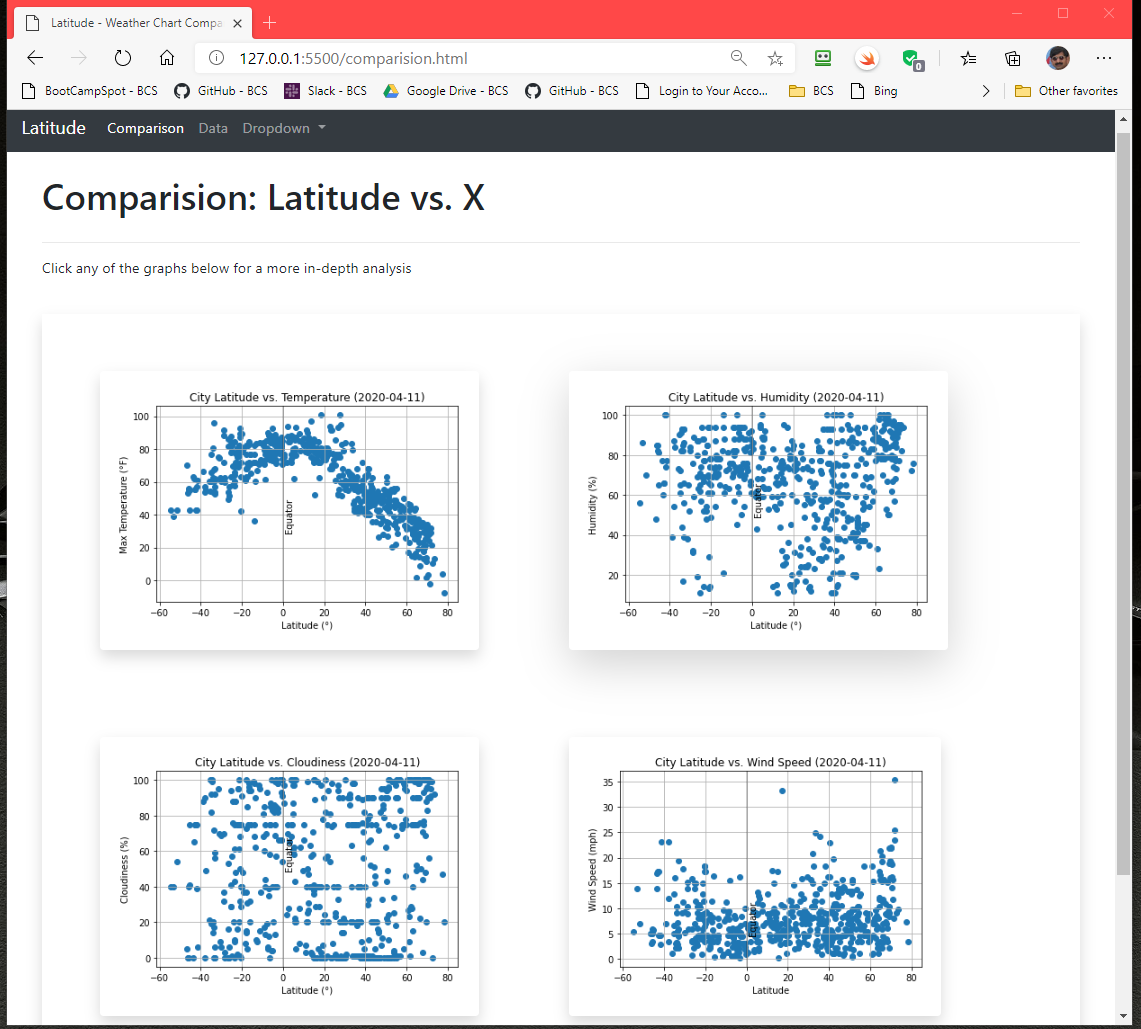 Latitude - Weather Chart Compa
127.0.0.1:5500/comparision.html
0
BootCampSpot - BCS GitHub - BCS Slack - BCS Google Drive - BCS GitHub - BCS Login to Your Acco... BCS Bing Other favorites
Latitude Comparison Data Dropdown
Comparision: Latitude vs. X
Click any of the graphs below for a more in-depth analysis
City Latitude vs. Temperature (2020-04-11)
Max Temperature (°F)
100
80
60
40
20
0
Equator
−60 −40 −20 0 20 40 60 80
Latitude (°)
City Latitude vs. Humidity (2020-04-11)
Humidity (%)
100
80
60
40
20
Equator
−60 −40 −20 0 20 40 60 80
Latitude (°)
City Latitude vs. Cloudiness (2020-04-11)
Cloudiness (%)
100
80
60
40
20
0
Equator
−60 −40 −20 0 20 40 60 80
Latitude (°)
City Latitude vs. Wind Speed (2020-04-11)
Wind Speed (mph)
35
30
25
20
15
10
5
0
Equator
−60 −40 −20 0 20 40 60 80
Latitude